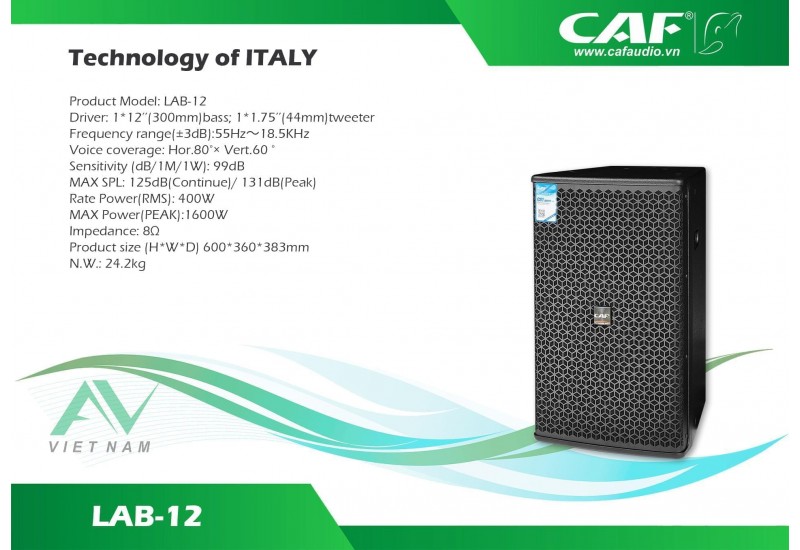 CAF®
www.cafaudio.vn
Technology of ITALY
Product Model: LAB-12
Driver: 1*12’’(300mm)bass; 1*1.75’’(44mm)tweeter
Frequency range(±3dB):55Hz～18.5KHz
Voice coverage: Hor.80°× Vert.60 °
Sensitivity (dB/1M/1W): 99dB
MAX SPL: 125dB(Continue)/ 131dB(Peak)
Rate Power(RMS): 400W
MAX Power(PEAK):1600W
Impedance: 8Ω
Product size (H*W*D) 600*360*383mm
N.W.: 24.2kg
CAF
AV
VIET NAM
LAB-12